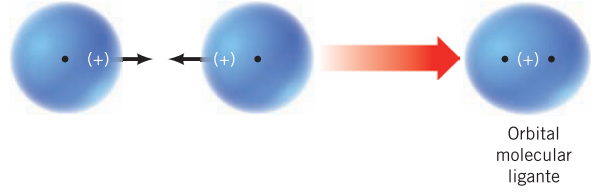 (+) (+) (+)
Orbital
molecular
ligante